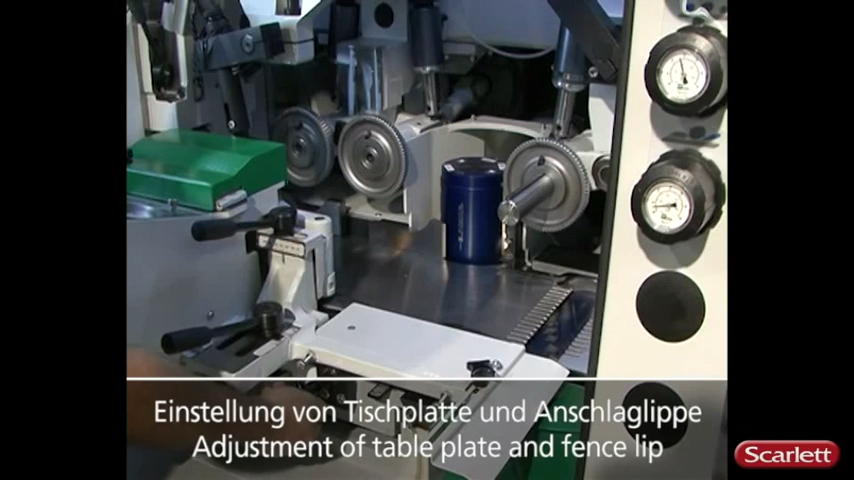 Einstellung von Tischplatte und Anschlaglippe
Adjustment of table plate and fence lip
Scarlett